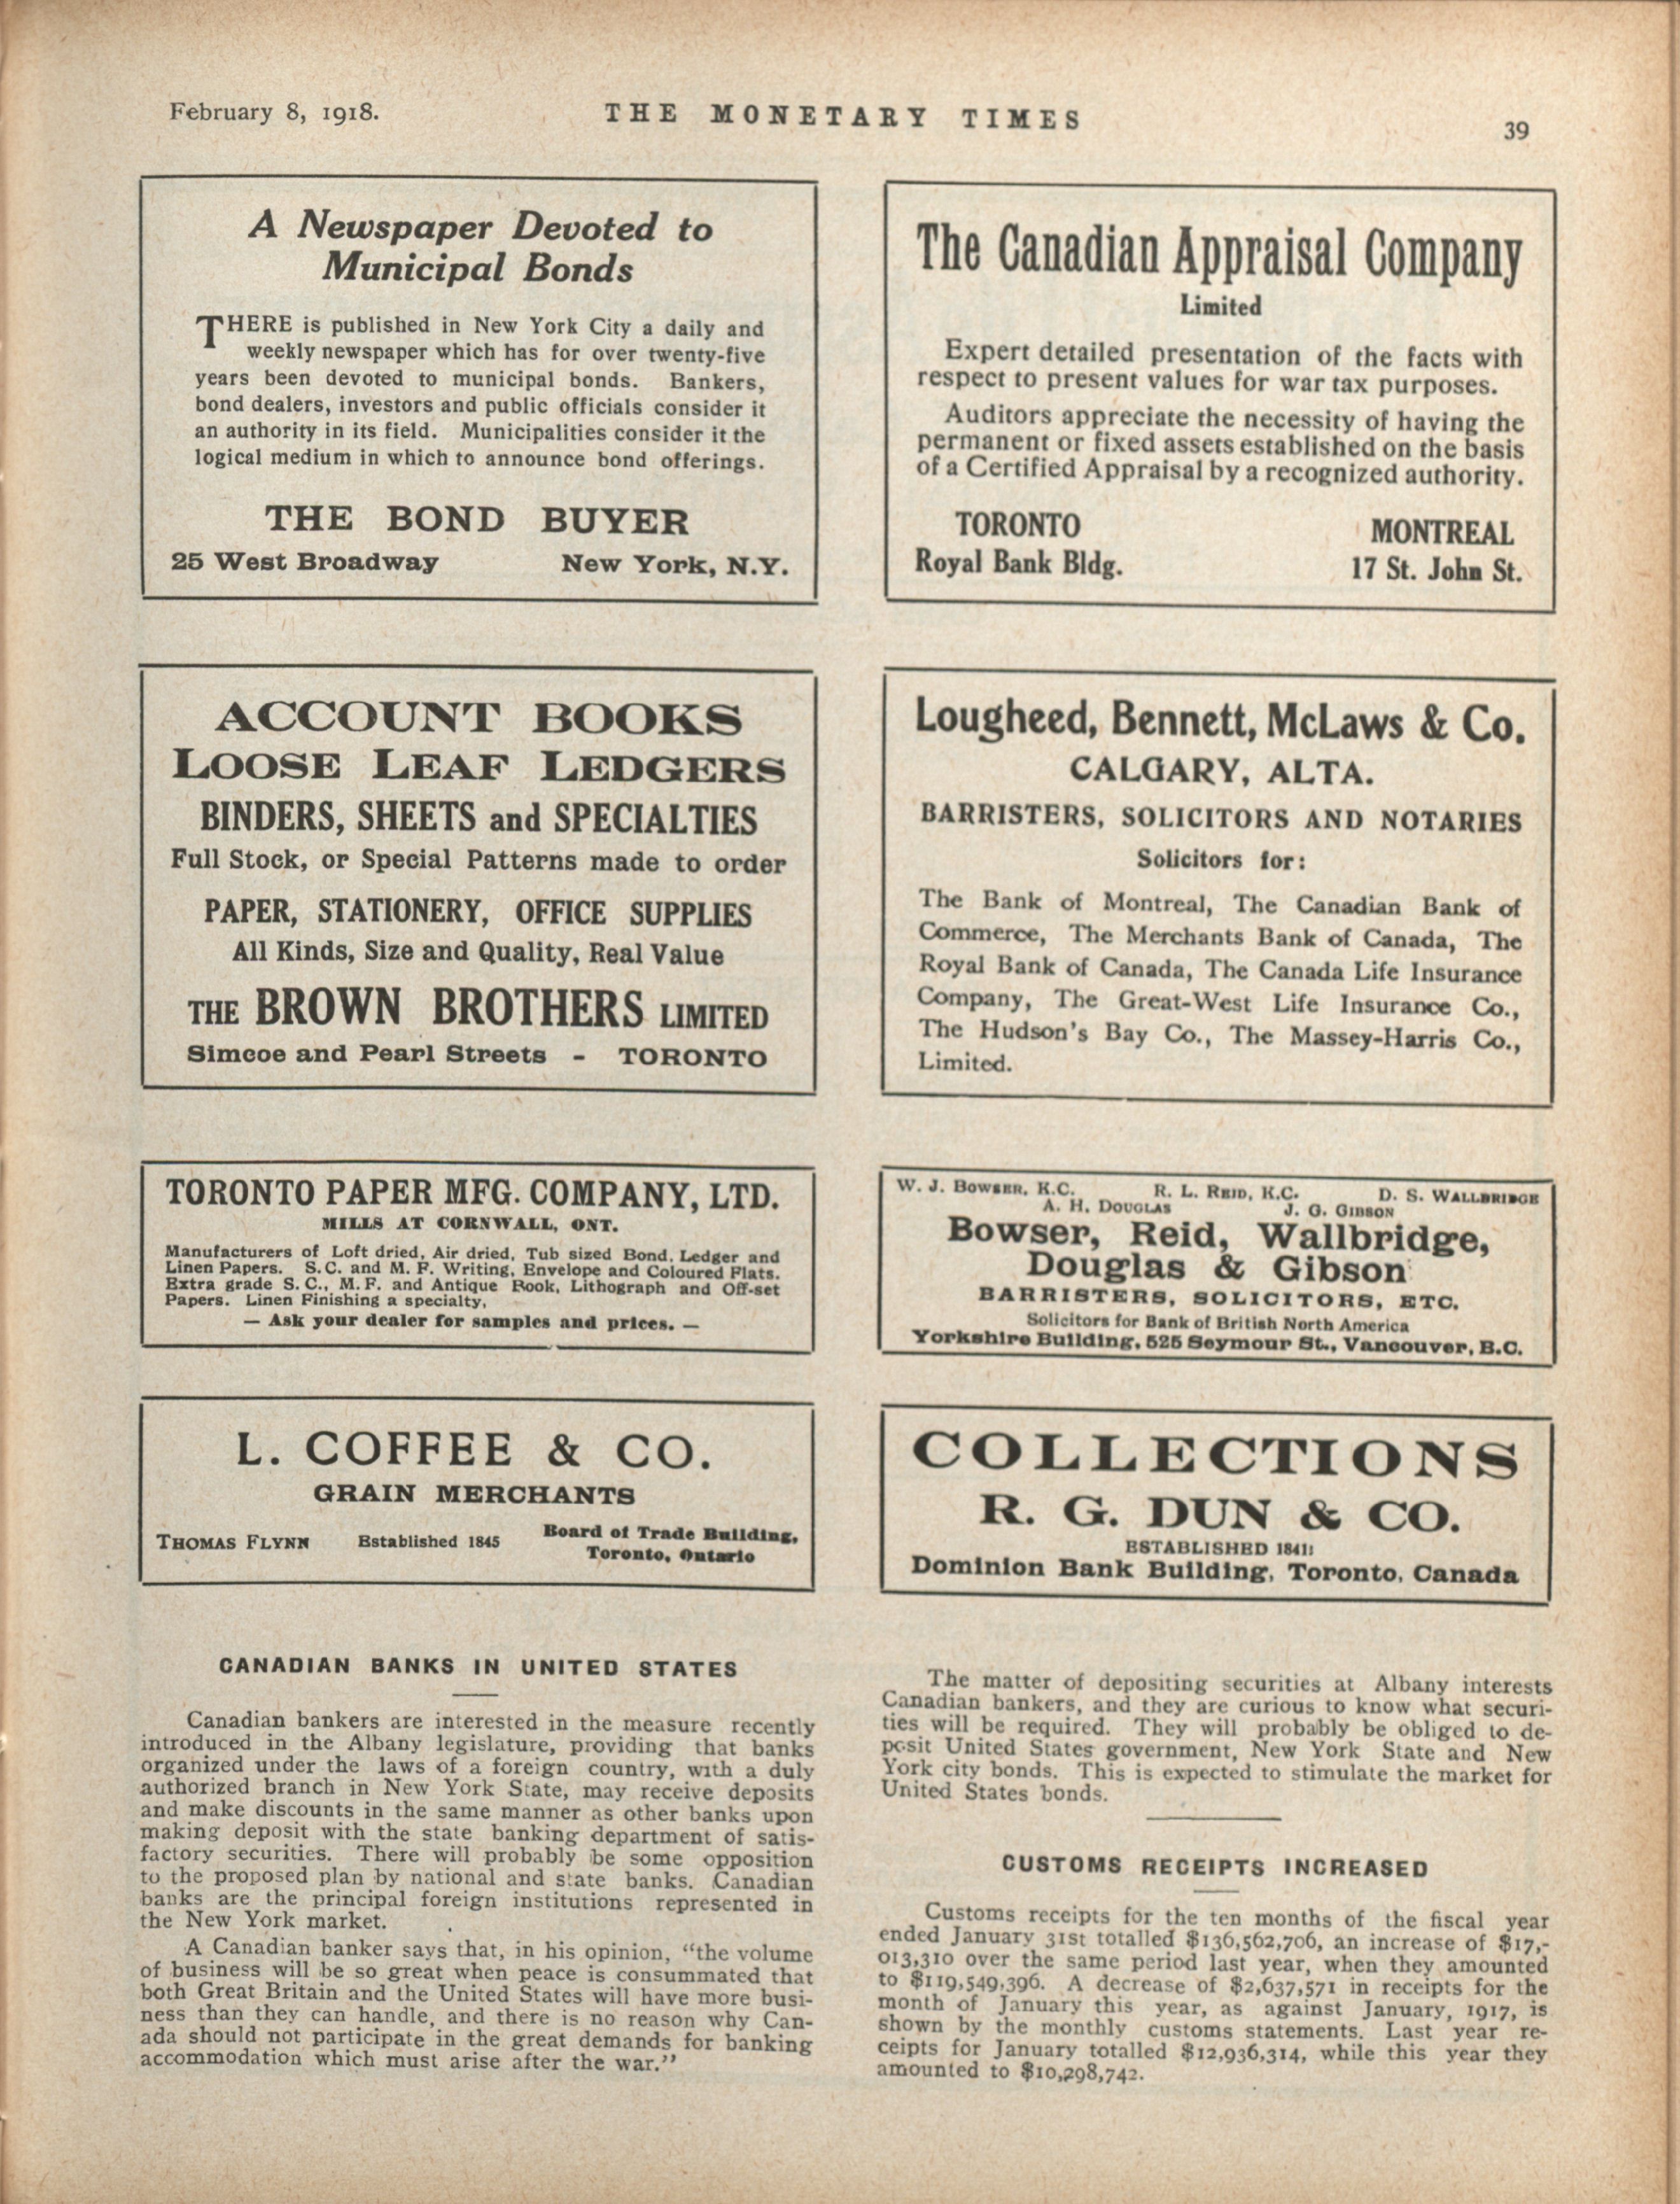 February 8, 1918.
THE MONETARY TIMES
39
A Newspaper Devoted to
Municipal Bonds
THERE is published in New York City a daily and
weekly newspaper which has for over twenty-five
years been devoted to municipal bonds. Bankers,
bond dealers, investors and public officials consider it
an authority in its field. Municipalities consider it the
logical medium in which to announce bond offerings.
THE BOND BUYER
25 West Broadway New York, N.Y.
The Canadian Appraisal Company
Limited
Expert detailed presentation of the facts with
respect to present values for war tax purposes.
Auditors appreciate the necessity of having the
permanent or fixed assets established on the basis
of a Certified Appraisal by a recognized authority.
TORONTO MONTREAL
Royal Bank Bldg. 17 St. John St.
ACCOUNT BOOKS
LOOSE LEAF LEDGERS
BINDERS, SHEETS and SPECIALTIES
Full Stock, or Special Patterns made to order
PAPER, STATIONERY, OFFICE SUPPLIES
All Kinds, Size and Quality, Real Value
THE BROWN BROTHERS LIMITED
Simcoe and Pearl Streets - TORONTO
Lougheed, Bennett, McLaws & Co.
CALGARY, ALTA.
BARRISTERS, SOLICITORS AND NOTARIES
Solicitors for:
The Bank of Montreal, The Canadian Bank of
Commerce, The Merchants Bank of Canada, The
Royal Bank of Canada, The Canada Life Insurance
Company, The Great-West Life Insurance Co.,
The Hudson's Bay Co., The Massey-Harris Co.,
Limited.
TORONTO PAPER MFG. COMPANY, LTD.
MILLS AT CORNWALL, ONT.
Manufacturers of Loft dried, Air dried, Tub sized Bond, Ledger and
Linen Papers. S.C. and M. F. Writing, Envelope and Coloured Flats.
Extra grade S. C., M. F. and Antique Book, Lithograph and Off-set
Papers. Linen Finishing a specialty,
— Ask your dealer for samples and prices. —
W. J. BOWSER, K.C. R. L. REID, K.C. D. S. WALLBRIDGE
A. H. DOUGLAS J. G. GIBSON
Bowser, Reid, Wallbridge,
Douglas & Gibson
BARRISTERS, SOLICITORS, ETC.
Solicitors for Bank of British North America
Yorkshire Building, 525 Seymour St., Vancouver, B.C.
L. COFFEE & CO.
GRAIN MERCHANTS
THOMAS FLYNN Established 1845 Board of Trade Building,
Toronto, Ontario
COLLECTIONS
R. G. DUN & CO.
ESTABLISHED 1841
Dominion Bank Building, Toronto, Canada
CANADIAN BANKS IN UNITED STATES
Canadian bankers are interested in the measure recently
introduced in the Albany legislature, providing that banks
organized under the laws of a foreign country, with a duly
authorized branch in New York State, may receive deposits
and make discounts in the same manner as other banks upon
making deposit with the state banking department of satis-
factory securities. There will probably be some opposition
to the proposed plan by national and state banks. Canadian
banks are the principal foreign institutions represented in
the New York market.
A Canadian banker says that, in his opinion, "the volume
of business will be so great when peace is consummated that
both Great Britain and the United States will have more busi-
ness than they can handle, and there is no reason why Can-
ada should not participate in the great demands for banking
accommodation which must arise after the war."
The matter of depositing securities at Albany interests
Canadian bankers, and they are curious to know what securi-
ties will be required. They will probably be obliged to de-
posit United States government, New York State and New
York city bonds. This is expected to stimulate the market for
United States bonds.
CUSTOMS RECEIPTS INCREASED
Customs receipts for the ten months of the fiscal year
ended January 31st totalled $136,562,706, an increase of $17,-
013,310 over the same period last year, when they amounted
to $119,549,396. A decrease of $2,637,571 in receipts for the
month of January this year, as against January, 1917, is
shown by the monthly customs statements. Last year re-
ceipts for January totalled $12,936,314, while this year they
amounted to $10,298,742.